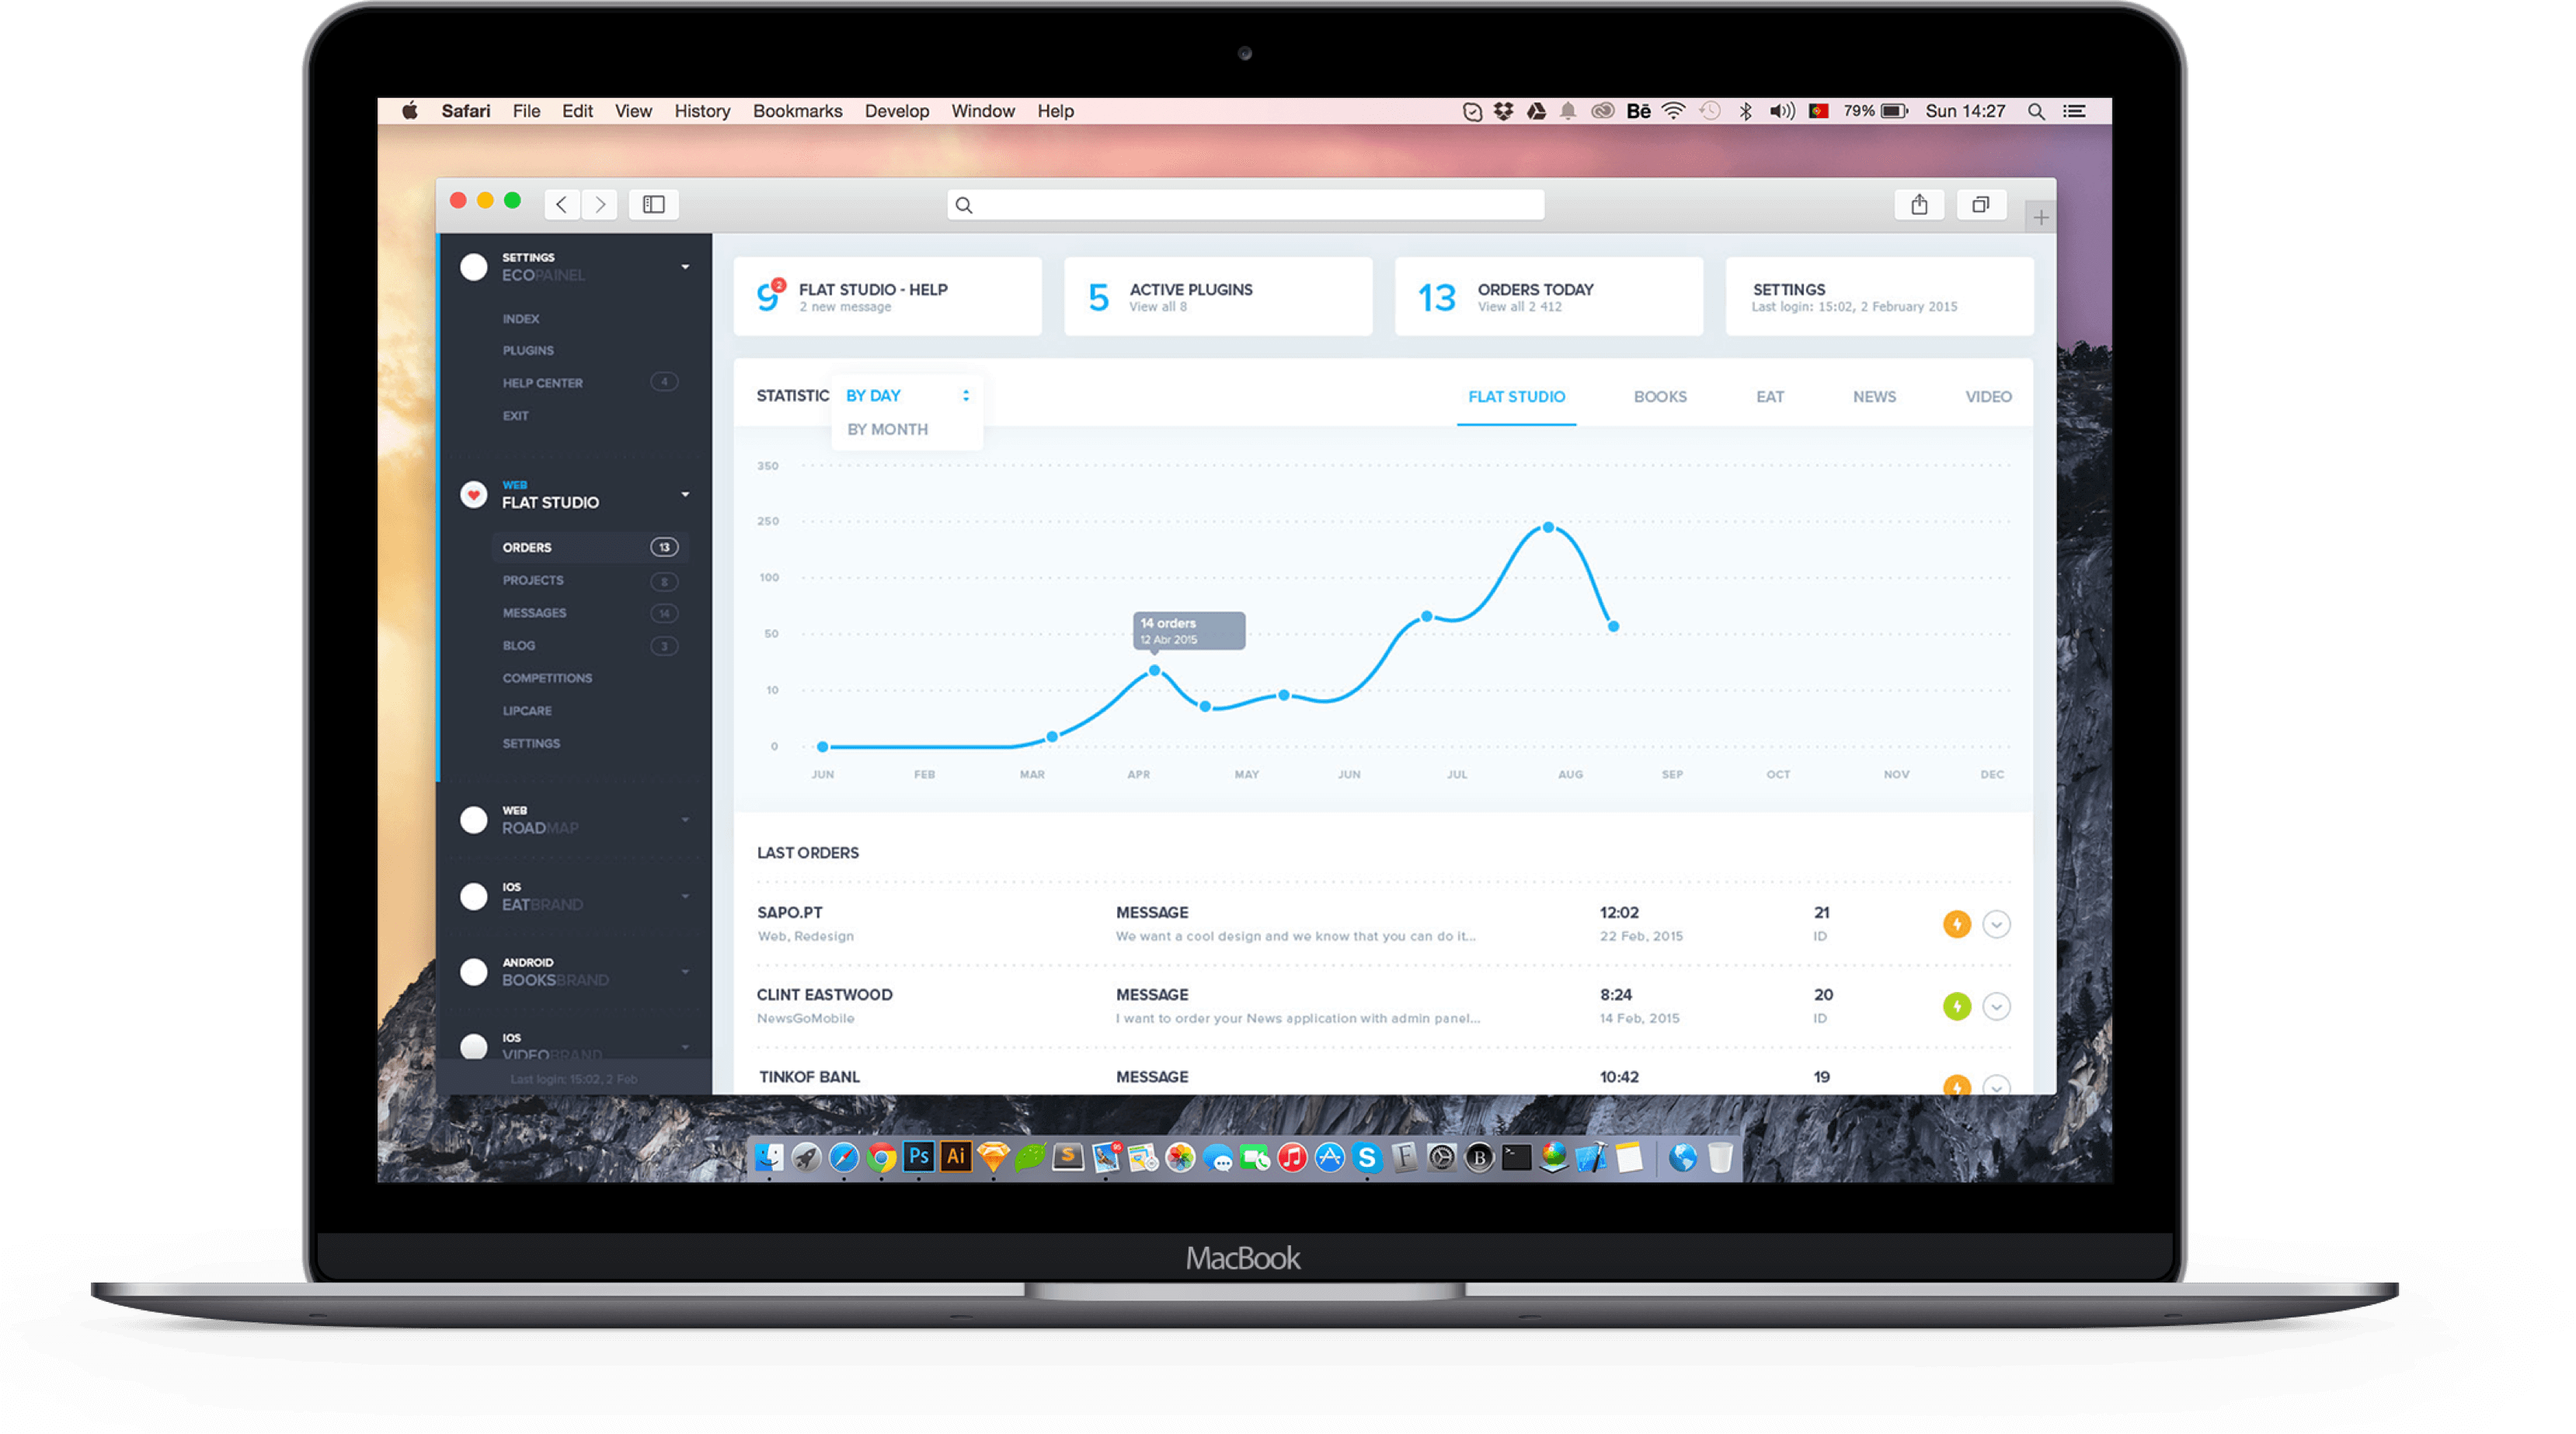 Safari File Edit View History Bookmarks Develop Window Help Bē 79% Sun 14:27
SETTINGS
ECOPAINEL
INDEX
PLUGINS
HELP CENTER 4
EXIT
WEB
FLAT STUDIO
ORDERS 13
PROJECTS 8
MESSAGES 14
BLOG 3
COMPETITIONS
LIPCARE
SETTINGS
WEB
ROADMAP
IOS
EATBRAND
ANDROID
BOOKSBRAND
IOS
VIDEOBRAND
Last login: 15:02, 2 Feb
9 2 FLAT STUDIO - HELP
2 new message
5 ACTIVE PLUGINS
View all 8
13 ORDERS TODAY
View all 2 412
SETTINGS
Last login: 15:02, 2 February 2015
STATISTIC BY DAY
BY MONTH
FLAT STUDIO BOOKS EAT NEWS VIDEO
350
250
100
50
10
0
14 orders
12 Abr 2015
JUN FEB MAR APR MAY JUN JUL AUG SEP OCT NOV DEC
LAST ORDERS
SAPO.PT MESSAGE 12:02 21
Web, Redesign We want a cool design and we know that you can do it... 22 Feb, 2015 ID
CLINT EASTWOOD MESSAGE 8:24 20
NewsGoMobile I want to order your News application with admin panel... 14 Feb, 2015 ID
TINKOF BANL MESSAGE 10:42 19
Ps Ai S S F B
MacBook